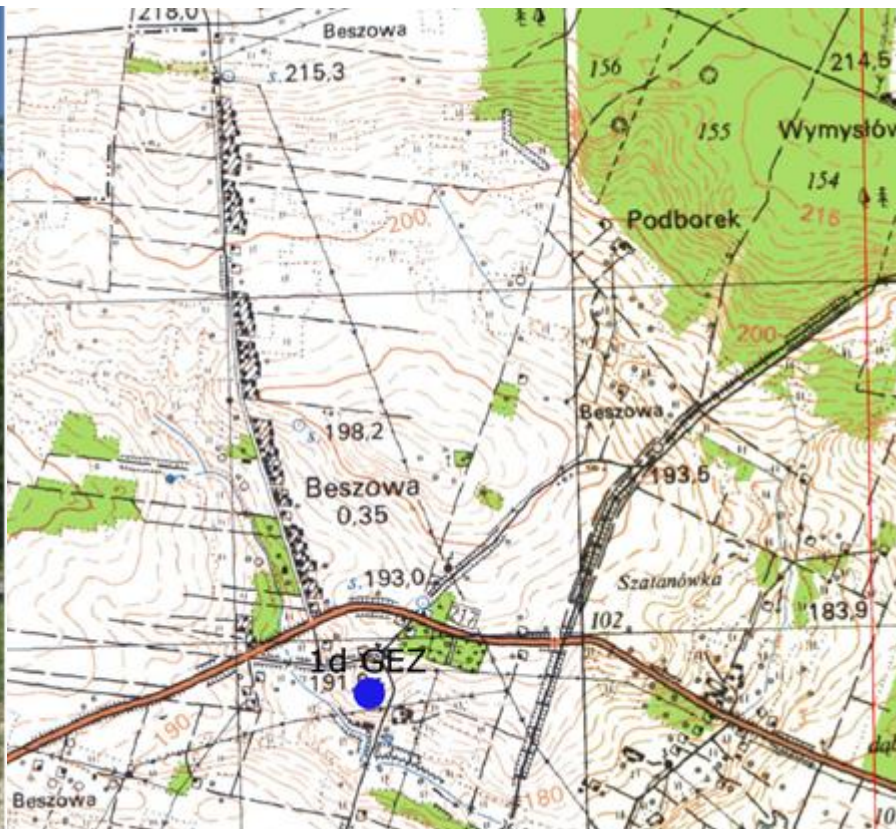 218,0
Beszowa
s. 215,3
156
214,5
155
Wymysłów
154
200
Podborek
216
200
Beszowa
s. 198,2
193,5
Beszowa
0,35
s. 193,0
Szatanówka
217
102
183,9
1d GEZ
191
190
180
Beszowa